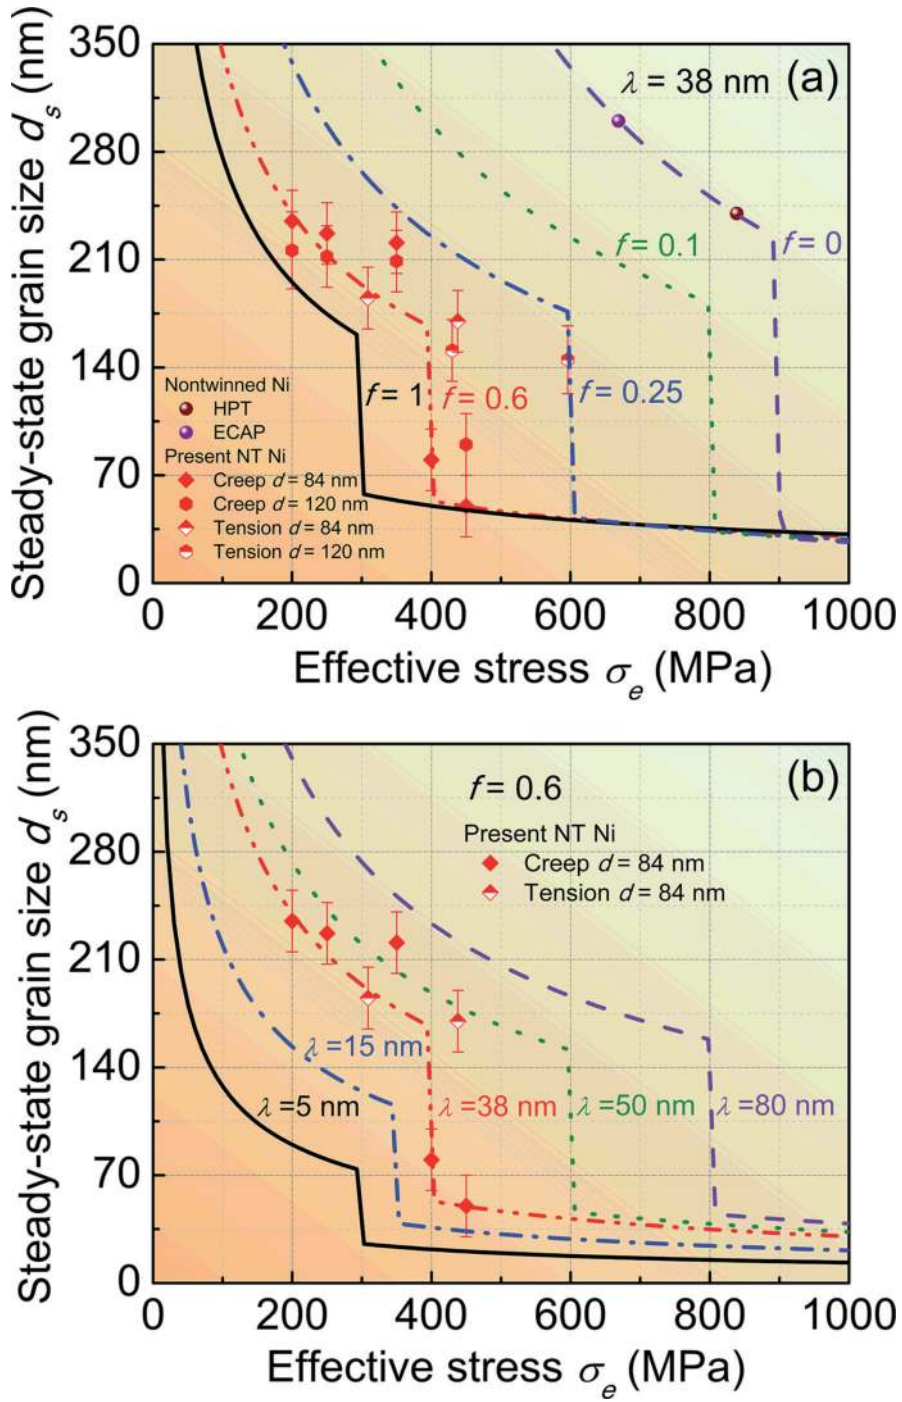 Steady-state grain size d_s (nm)
350
280
210
140
70
0
λ = 38 nm (a)
f = 0.1
f = 0
f = 1
f = 0.6
f = 0.25
Nontwinned Ni
HPT
ECAP
Present NT Ni
Creep d = 84 nm
Creep d = 120 nm
Tension d = 84 nm
Tension d = 120 nm
0 200 400 600 800 1000
Effective stress σ_e (MPa)
Steady-state grain size d_s (nm)
350
280
210
140
70
0
(b)
f = 0.6
Present NT Ni
Creep d = 84 nm
Tension d = 84 nm
λ =15 nm
λ =5 nm
λ =38 nm
λ =50 nm
λ =80 nm
0 200 400 600 800 1000
Effective stress σ_e (MPa)